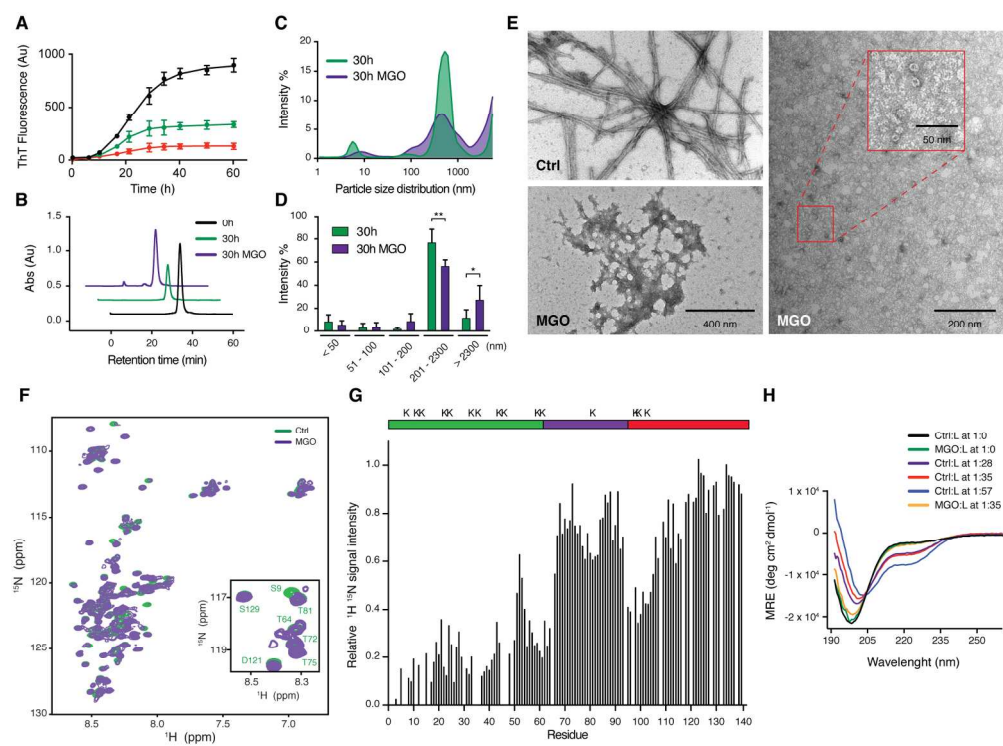 A
ThT Fluorescence (Au)
1000
500
0
0 10 20 30 40 50 60
Time (h)
B
Abs (Au)
1.5
1.0
0.5
0.0
0h
30h
30h MGO
0 20 40 60
Retention time (min)
C
Intensity %
20
15
10
5
0
30h
30h MGO
1 10 100 1000
Particle size distribution (nm)
D
Intensity %
100
80
60
40
20
0
30h
30h MGO
**
*
< 50
51 - 100
101 - 200
201 - 2300
> 2300
(nm)
E
Ctrl
MGO
400 nm
50 nm
MGO
200 nm
F
Ctrl
MGO
¹⁵N (ppm)
110
115
120
125
130
8.5 8.0 7.5 7.0
¹H (ppm)
117
119
¹⁵N (ppm)
S9
S129
T81
T64
T72
D121
T75
8.5 8.3
¹H (ppm)
G
K KK KK KK KK KK K KK K
Relative ¹H ¹⁵N signal intensity
1.0
0.8
0.6
0.4
0.2
0
0 10 20 30 40 50 60 70 80 90 100 110 120 130 140
Residue
H
Ctrl:L at 1:0
MGO:L at 1:0
Ctrl:L at 1:28
Ctrl:L at 1:35
Ctrl:L at 1:57
MGO:L at 1:35
MRE (deg cm² dmol⁻¹)
1 x 10⁴
0
-1 x 10⁴
-2 x 10⁴
191 205 220 235 250
Wavelenght (nm)